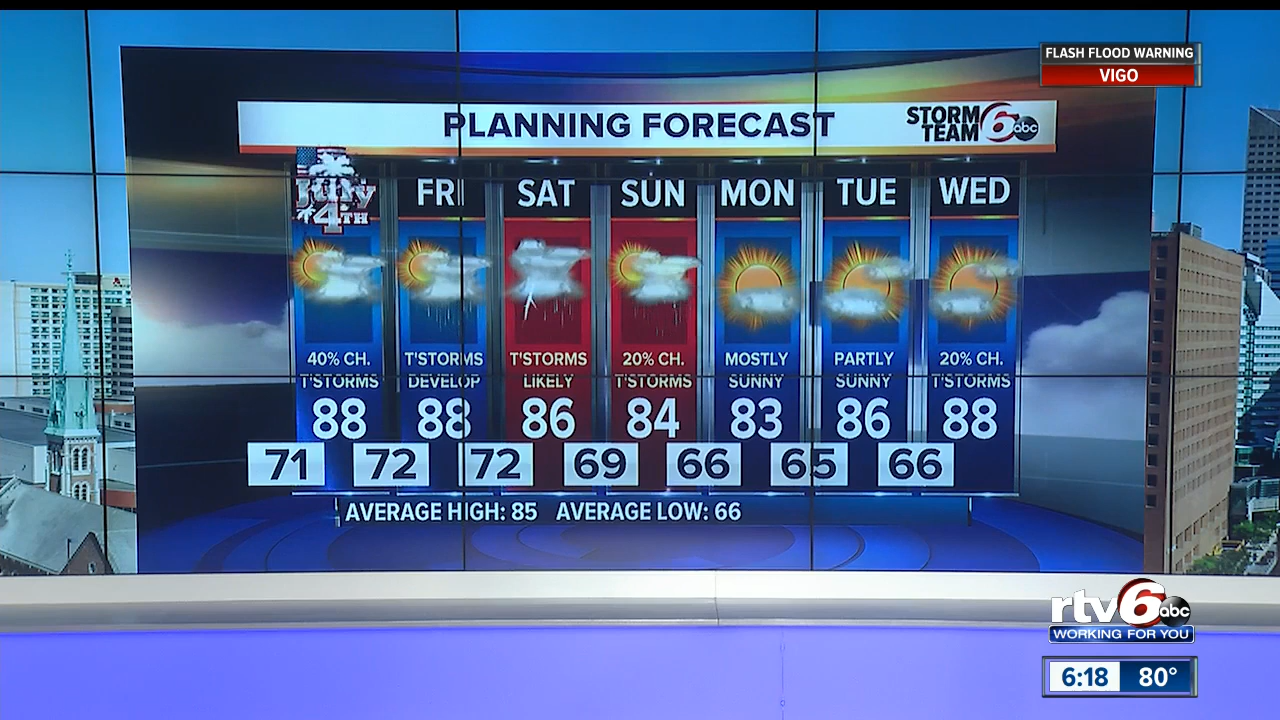 FLASH FLOOD WARNING
VIGO
PLANNING FORECAST
STORM TEAM 6 abc
July 4TH
FRI
SAT
SUN
MON
TUE
WED
40% CH. T'STORMS
T'STORMS DEVELOP
T'STORMS LIKELY
20% CH. T'STORMS
MOSTLY SUNNY
PARTLY SUNNY
20% CH. T'STORMS
88 88 86 84 83 86 88
71 72 72 69 66 65 66
AVERAGE HIGH: 85 AVERAGE LOW: 66
rtv6 abc
WORKING FOR YOU
6:18 80°